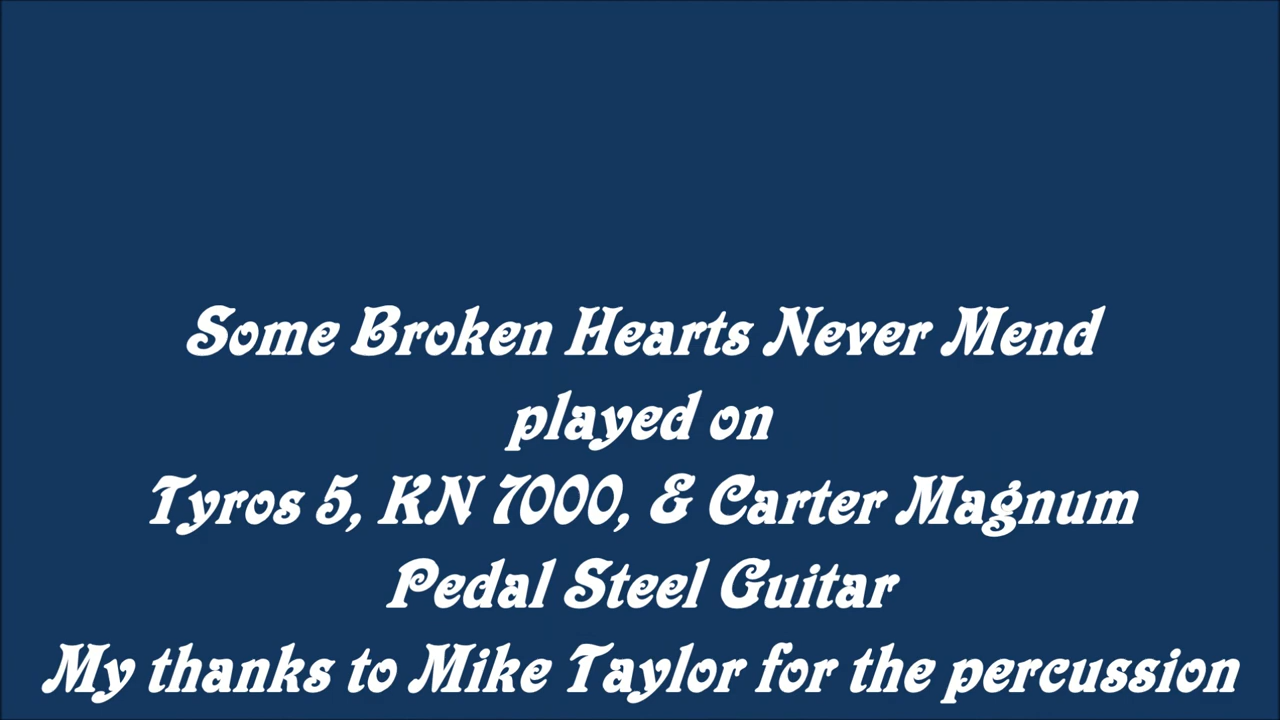 Some Broken Hearts Never Mend
played on
Tyros 5, KN 7000, & Carter Magnum
Pedal Steel Guitar
My thanks to Mike Taylor for the percussion